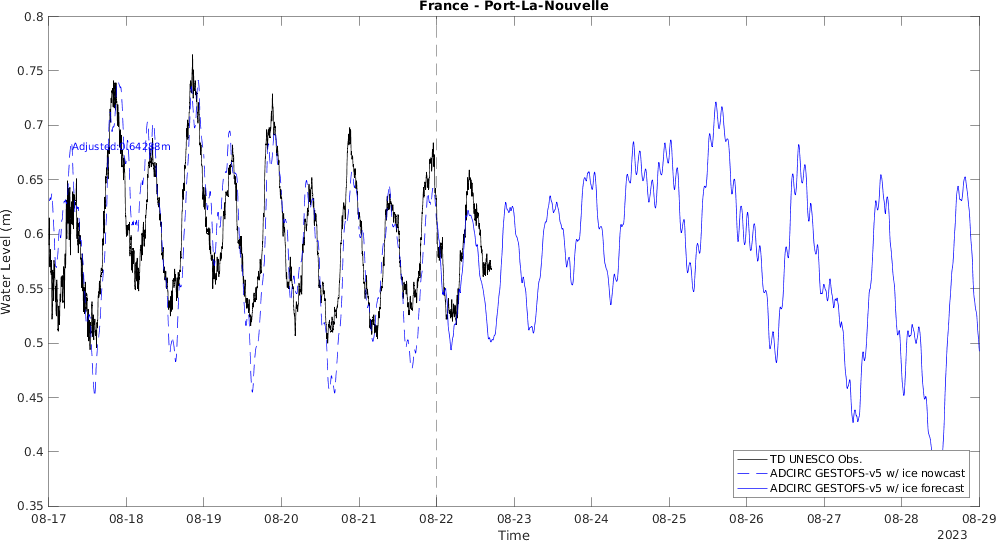 France - Port-La-Nouvelle
0.8
0.75
0.7
0.65
0.6
0.55
0.5
0.45
0.4
0.35
Water Level (m)
Adjusted:0.64288m
TD UNESCO Obs.
ADCIRC GESTOFS-v5 w/ ice nowcast
ADCIRC GESTOFS-v5 w/ ice forecast
08-17 08-18 08-19 08-20 08-21 08-22 08-23 08-24 08-25 08-26 08-27 08-28 08-29
Time
2023